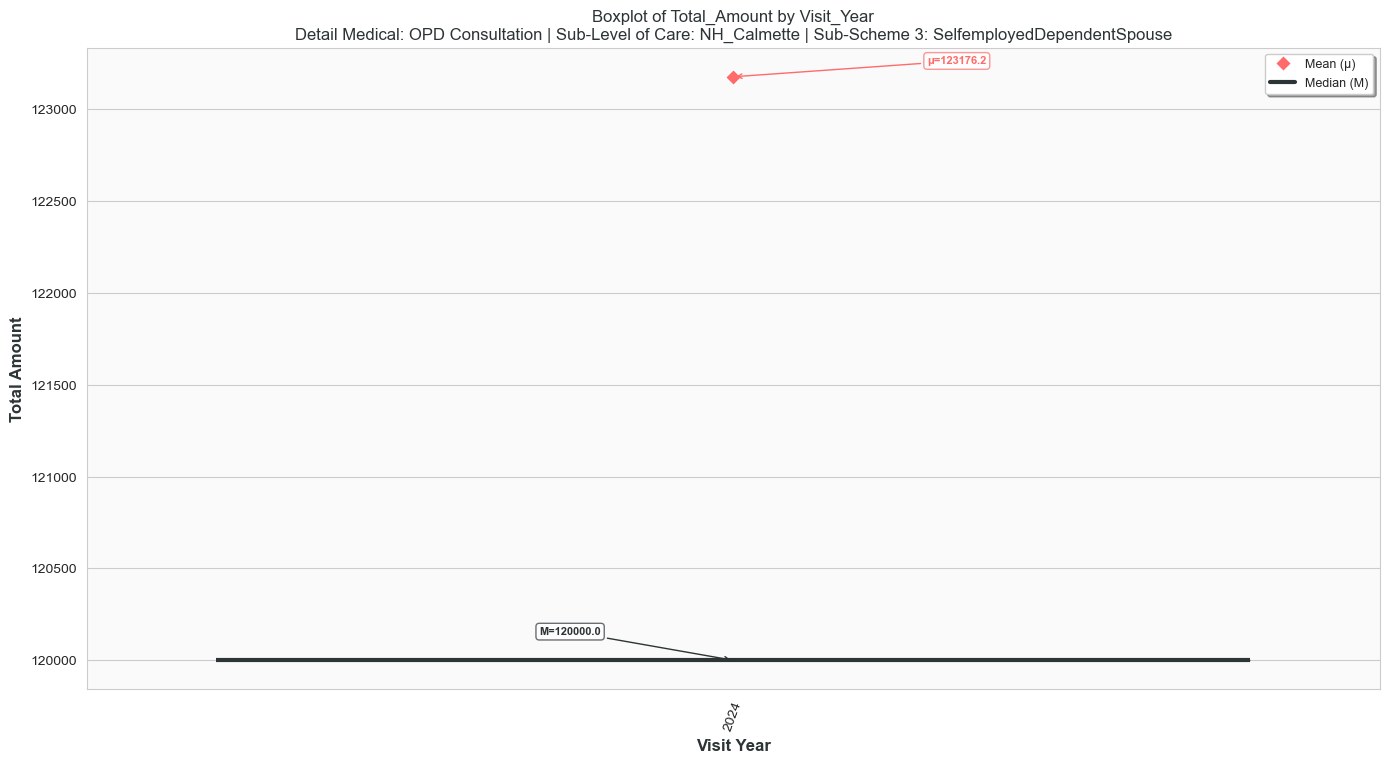 Boxplot of Total_Amount by Visit_Year
Detail Medical: OPD Consultation | Sub-Level of Care: NH_Calmette | Sub-Scheme 3: SelfemployedDependentSpouse
μ=123176.2
Mean (μ)
Median (M)
123000
122500
122000
121500
121000
120500
120000
Total Amount
M=120000.0
2024
Visit Year